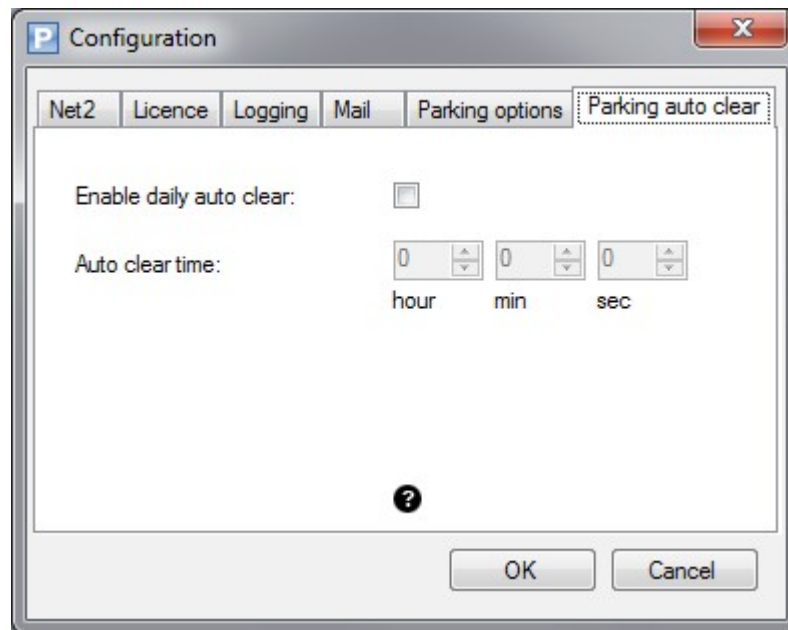 P Configuration X
Net2 Licence Logging Mail Parking options Parking auto clear
Enable daily auto clear:
Auto clear time: 0 0 0
hour min sec
?
OK Cancel